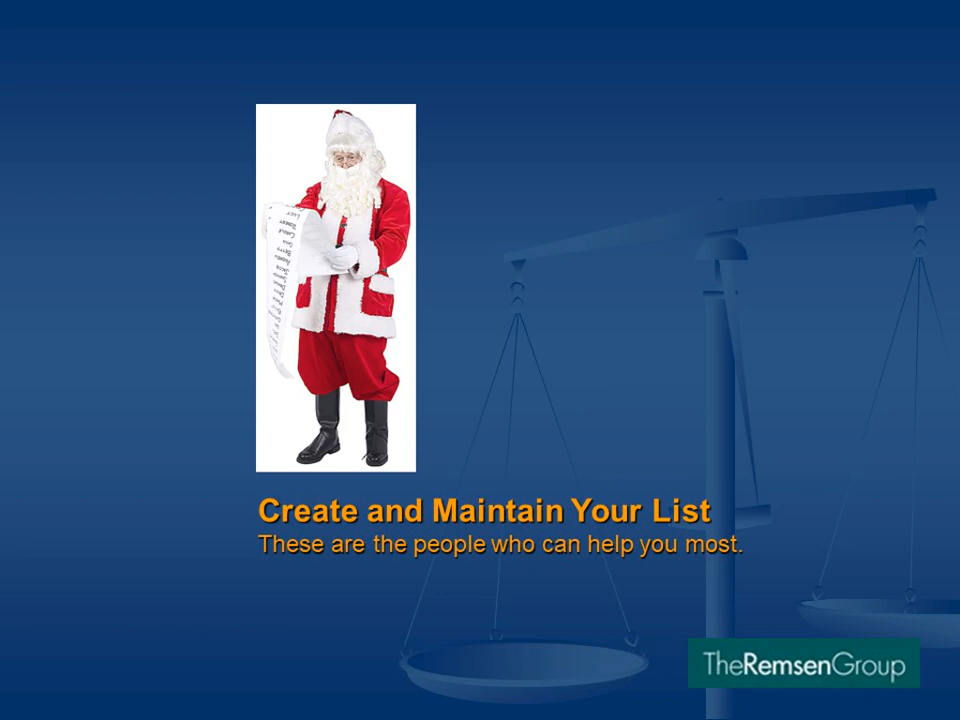 Create and Maintain Your List
These are the people who can help you most.
TheRemsenGroup